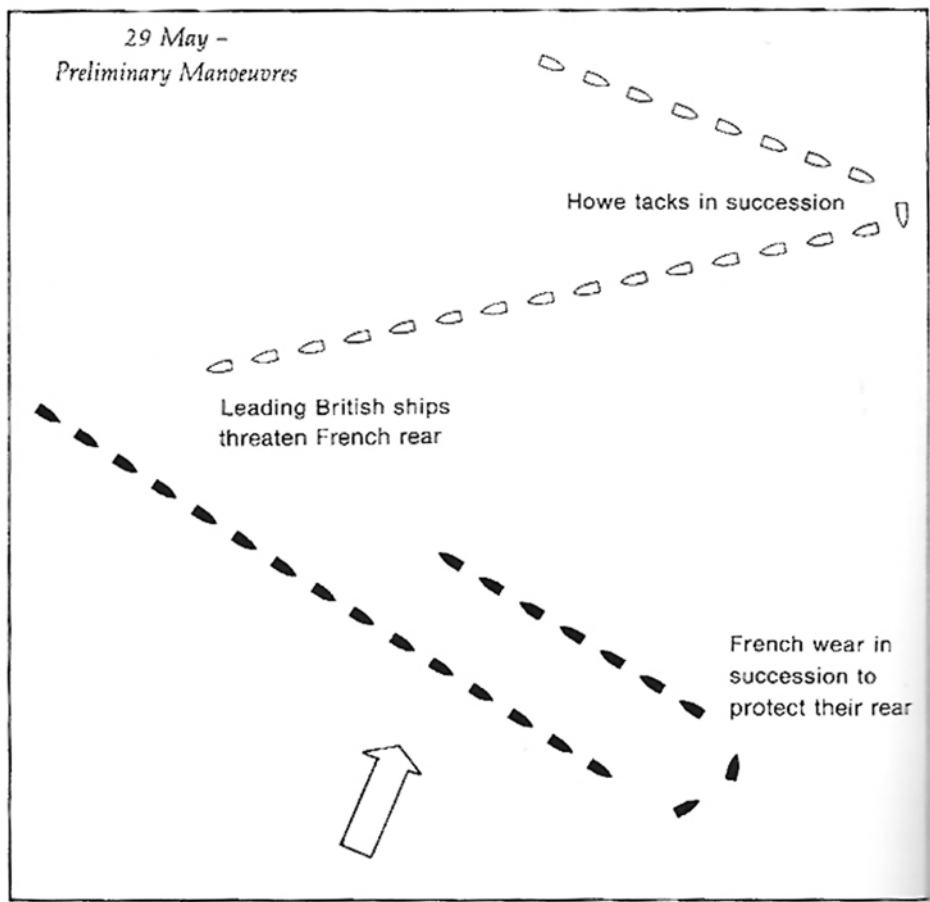 29 May –
Preliminary Manoeuvres
Howe tacks in succession
Leading British ships
threaten French rear
French wear in
succession to
protect their rear